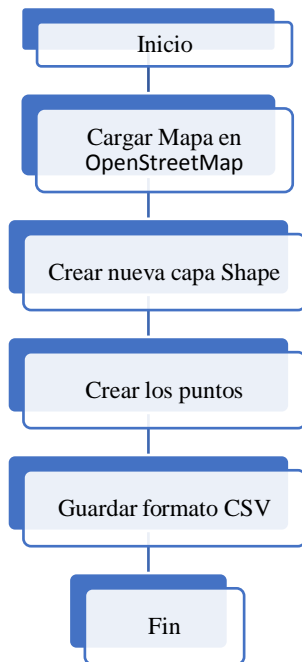 Inicio
Cargar Mapa en
OpenStreetMap
Crear nueva capa Shape
Crear los puntos
Guardar formato CSV
Fin